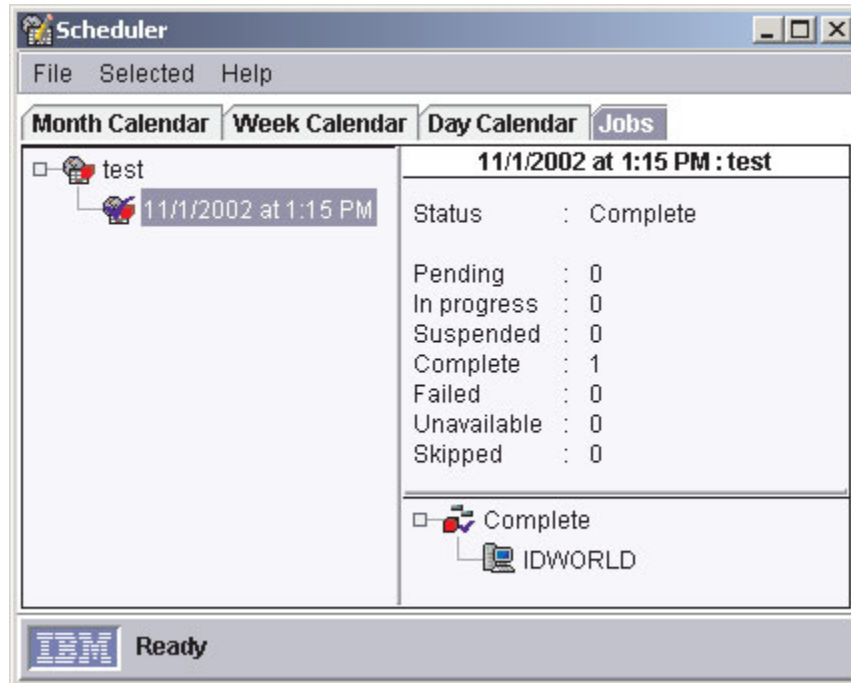 Scheduler
File Selected Help
Month Calendar Week Calendar Day Calendar Jobs
test
11/1/2002 at 1:15 PM
11/1/2002 at 1:15 PM : test
Status : Complete
Pending : 0
In progress : 0
Suspended : 0
Complete : 1
Failed : 0
Unavailable : 0
Skipped : 0
Complete
IDWORLD
IBM Ready